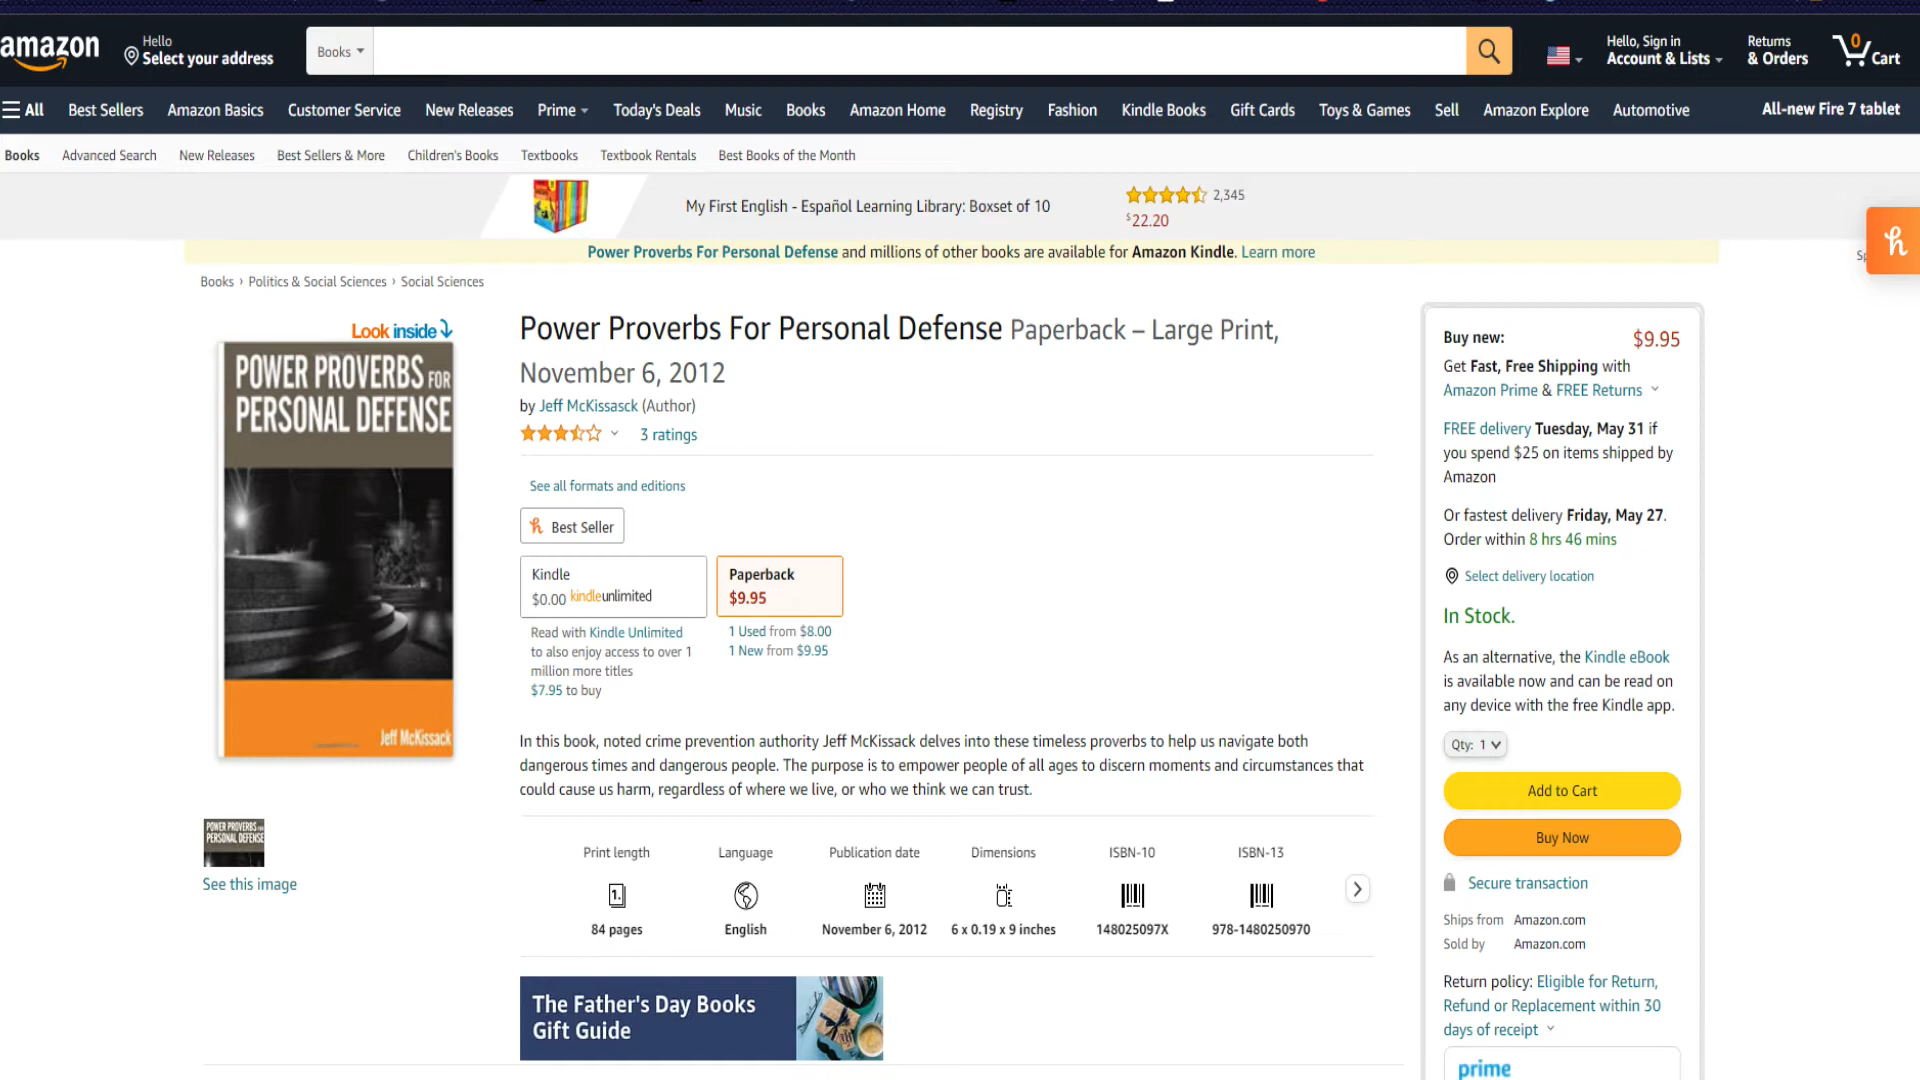 amazon
Hello
Select your address
Books
Hello, Sign in
Account & Lists
Returns
& Orders
0
Cart
All
Best Sellers
Amazon Basics
Customer Service
New Releases
Prime
Today's Deals
Music
Books
Amazon Home
Registry
Fashion
Kindle Books
Gift Cards
Toys & Games
Sell
Amazon Explore
Automotive
All-new Fire 7 tablet
Books
Advanced Search
New Releases
Best Sellers & More
Children's Books
Textbooks
Textbook Rentals
Best Books of the Month
My First English - Español Learning Library: Boxset of 10
2,345
$22.20
Power Proverbs For Personal Defense and millions of other books are available for Amazon Kindle. Learn more
Sp
h
Books › Politics & Social Sciences › Social Sciences
Look inside
POWER PROVERBS FOR
PERSONAL DEFENSE
Jeff McKissack
POWER PROVERBS FOR
PERSONAL DEFENSE
See this image
Power Proverbs For Personal Defense Paperback – Large Print,
November 6, 2012
by Jeff McKissasck (Author)
3 ratings
See all formats and editions
h Best Seller
Kindle
$0.00 kindleunlimited
Read with Kindle Unlimited
to also enjoy access to over 1
million more titles
$7.95 to buy
Paperback
$9.95
1 Used from $8.00
1 New from $9.95
In this book, noted crime prevention authority Jeff McKissack delves into these timeless proverbs to help us navigate both
dangerous times and dangerous people. The purpose is to empower people of all ages to discern moments and circumstances that
could cause us harm, regardless of where we live, or who we think we can trust.
Print length
1.
84 pages
Language
English
Publication date
November 6, 2012
Dimensions
6 x 0.19 x 9 inches
ISBN-10
148025097X
ISBN-13
978-1480250970
The Father's Day Books
Gift Guide
Buy new:
$9.95
Get Fast, Free Shipping with
Amazon Prime & FREE Returns
FREE delivery Tuesday, May 31 if
you spend $25 on items shipped by
Amazon
Or fastest delivery Friday, May 27.
Order within 8 hrs 46 mins
Select delivery location
In Stock.
As an alternative, the Kindle eBook
is available now and can be read on
any device with the free Kindle app.
Qty: 1
Add to Cart
Buy Now
Secure transaction
Ships from Amazon.com
Sold by Amazon.com
Return policy: Eligible for Return,
Refund or Replacement within 30
days of receipt
prime